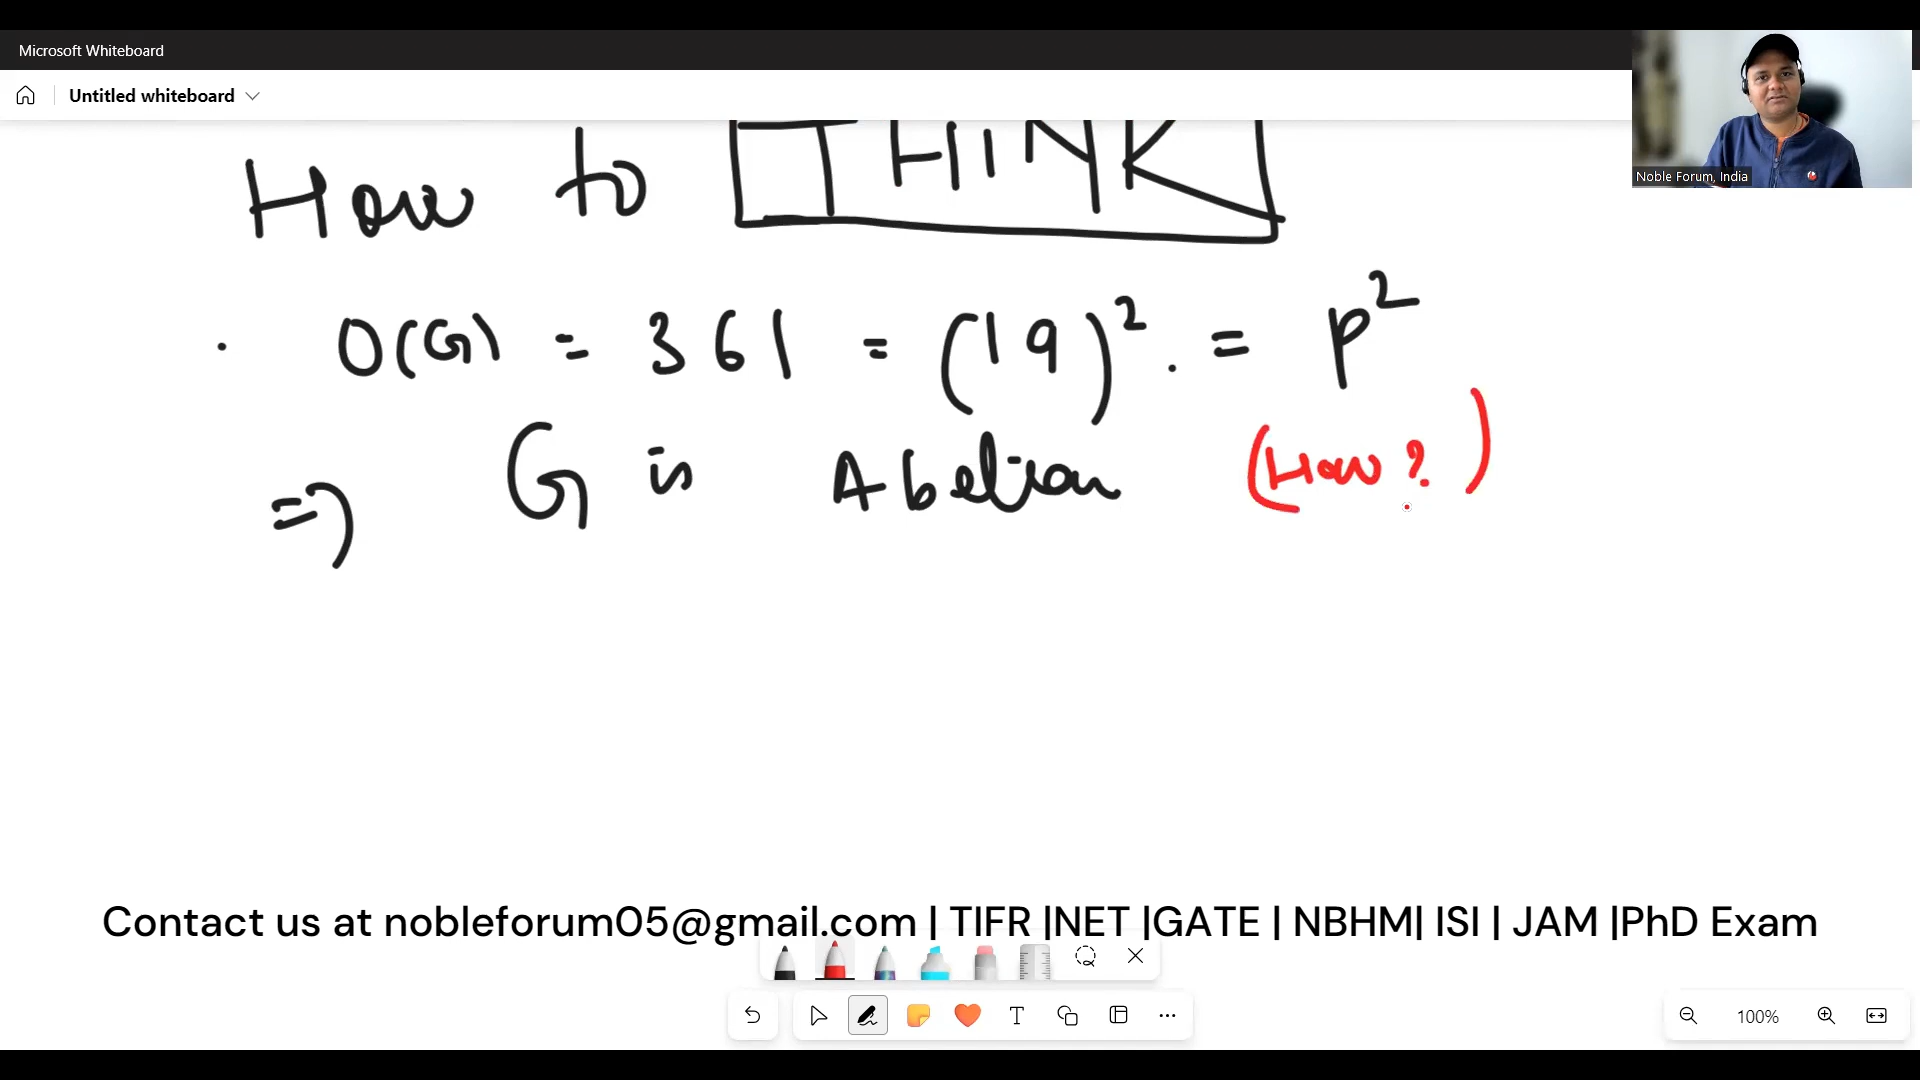 Microsoft Whiteboard
Untitled whiteboard
Noble Forum, India
How to THINK
. O(G) = 361 = (19)². = p²
=> G is Abelian (How?)
Contact us at nobleforum05@gmail.com | TIFR |NET |GATE | NBHM| ISI | JAM |PhD Exam
T
100%